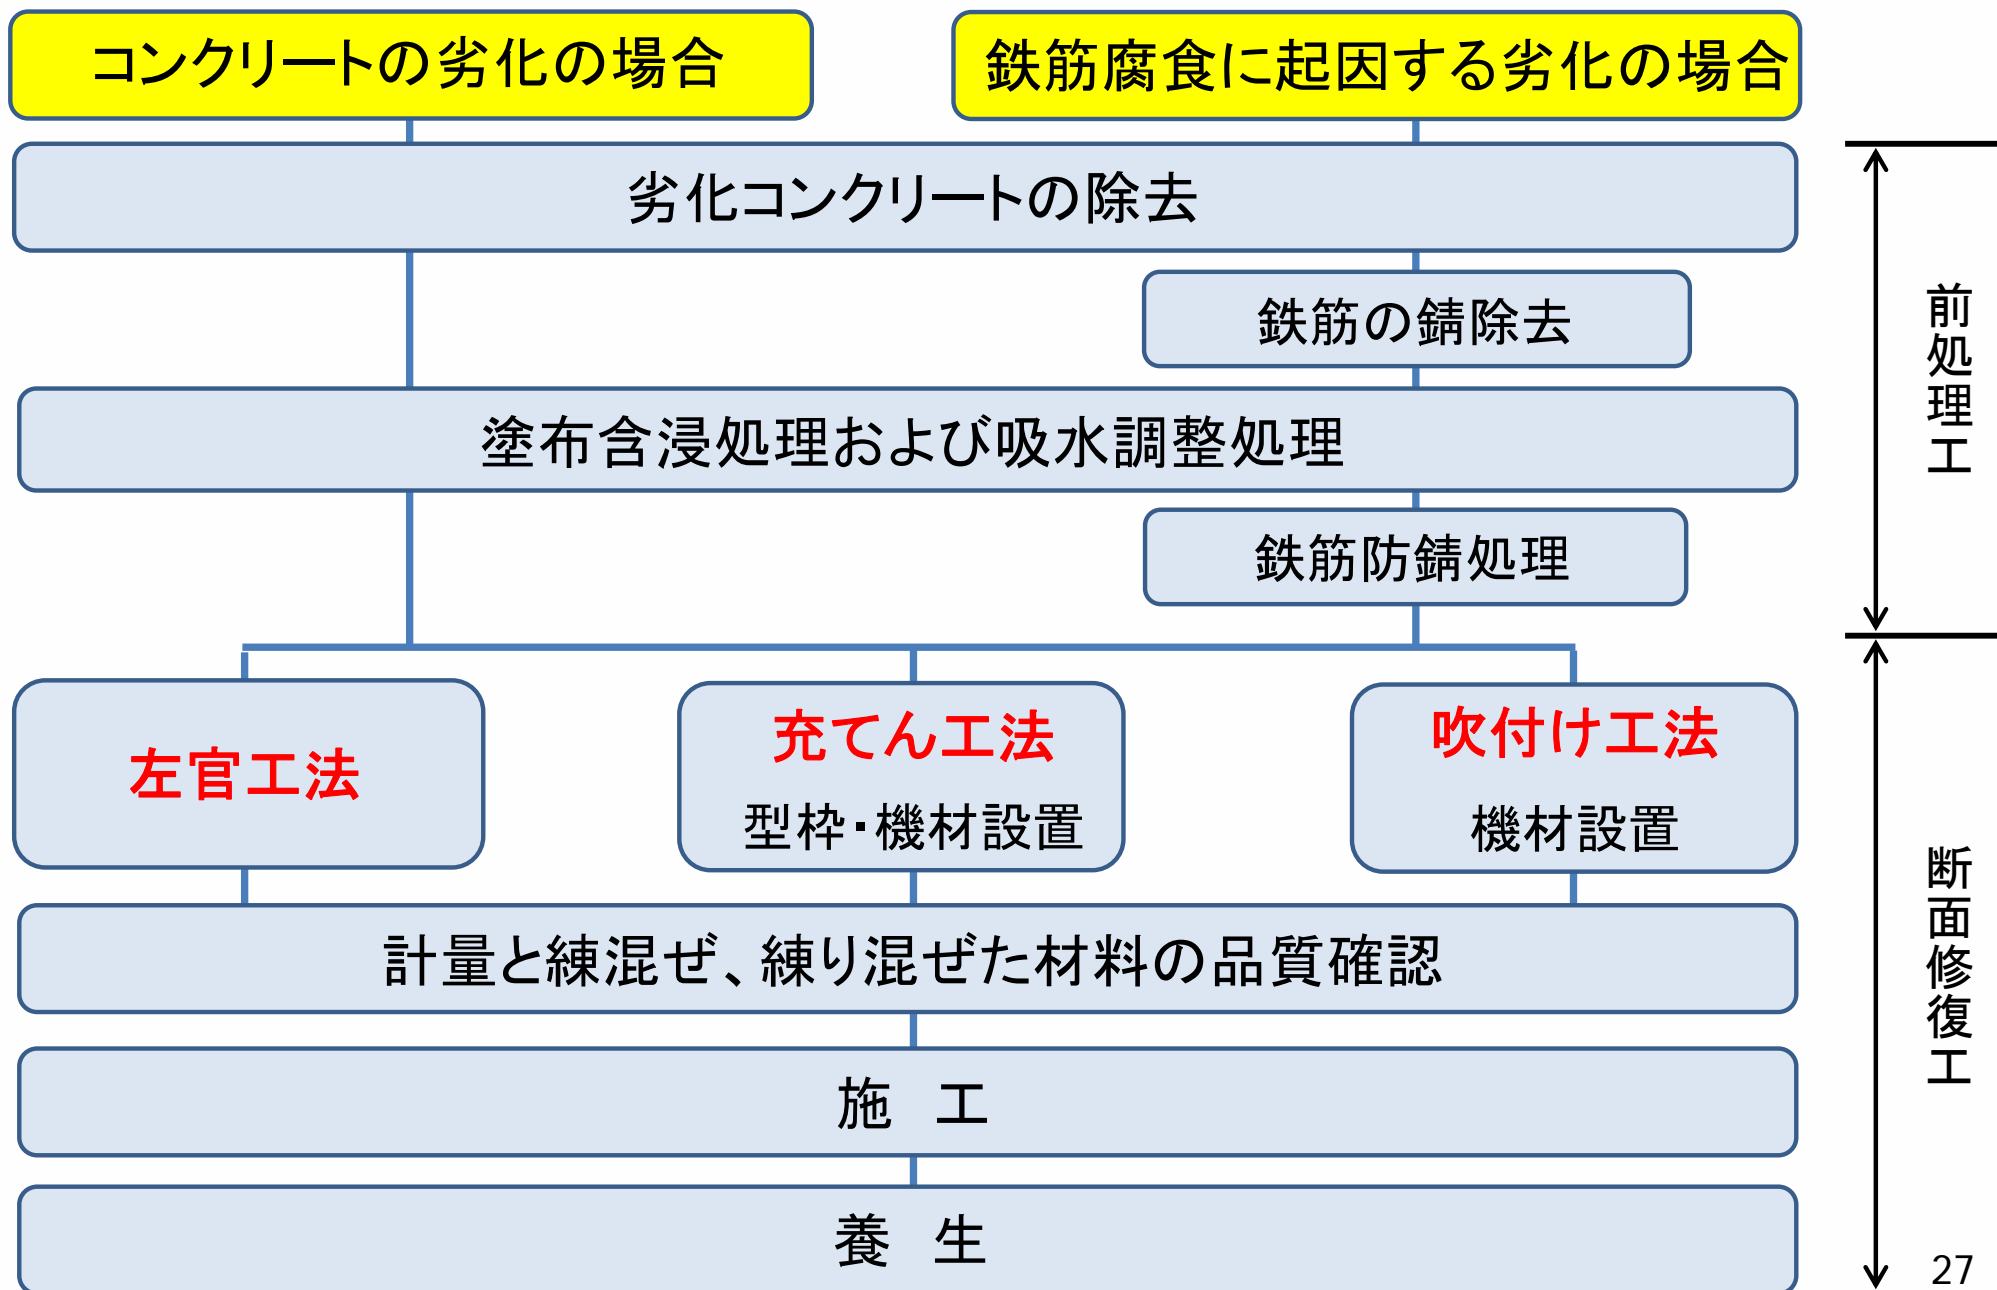 コンクリートの劣化の場合
鉄筋腐食に起因する劣化の場合
劣化コンクリートの除去
鉄筋の錆除去
塗布含浸処理および吸水調整処理
鉄筋防錆処理
前処理工
左官工法
充てん工法
型枠・機材設置
吹付け工法
機材設置
計量と練混ぜ、練り混ぜた材料の品質確認
施　工
養　生
断面修復工
27